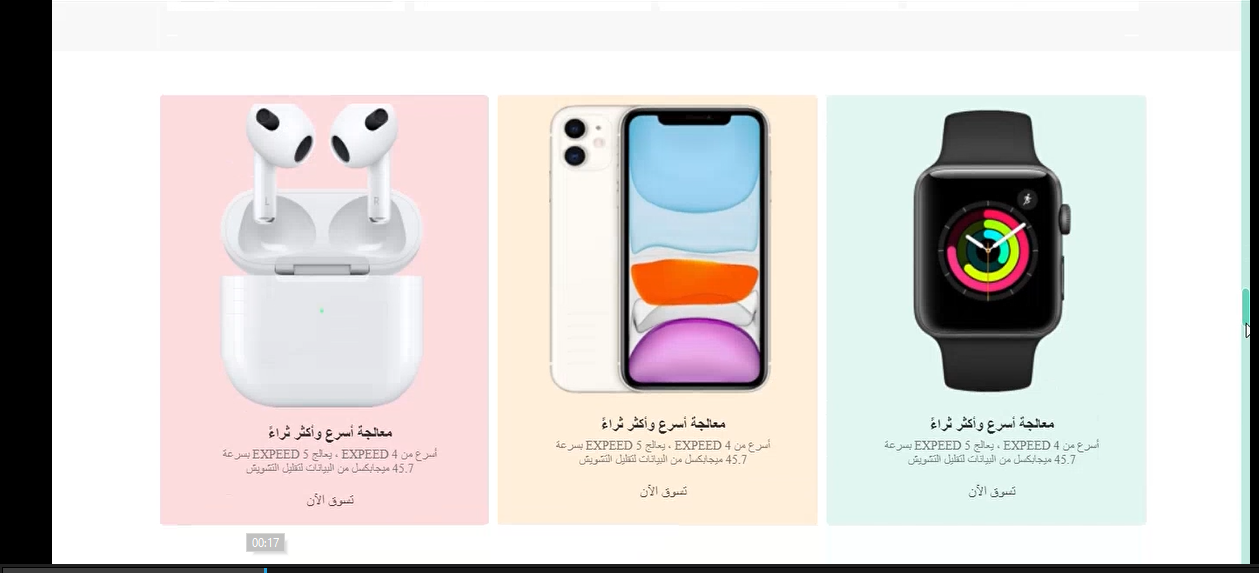 معالجة أسرع وأكثر ثراءً
أسرع من EXPEED 4 ، يعالج EXPEED 5 بسرعة
45.7 ميجابكسل من البيانات لتقليل التشويش
تسوق الآن
معالجة أسرع وأكثر ثراءً
أسرع من EXPEED 4 ، يعالج EXPEED 5 بسرعة
45.7 ميجابكسل من البيانات لتقليل التشويش
تسوق الآن
معالجة أسرع وأكثر ثراءً
أسرع من EXPEED 4 ، يعالج EXPEED 5 بسرعة
45.7 ميجابكسل من البيانات لتقليل التشويش
تسوق الآن
L
R
00:17